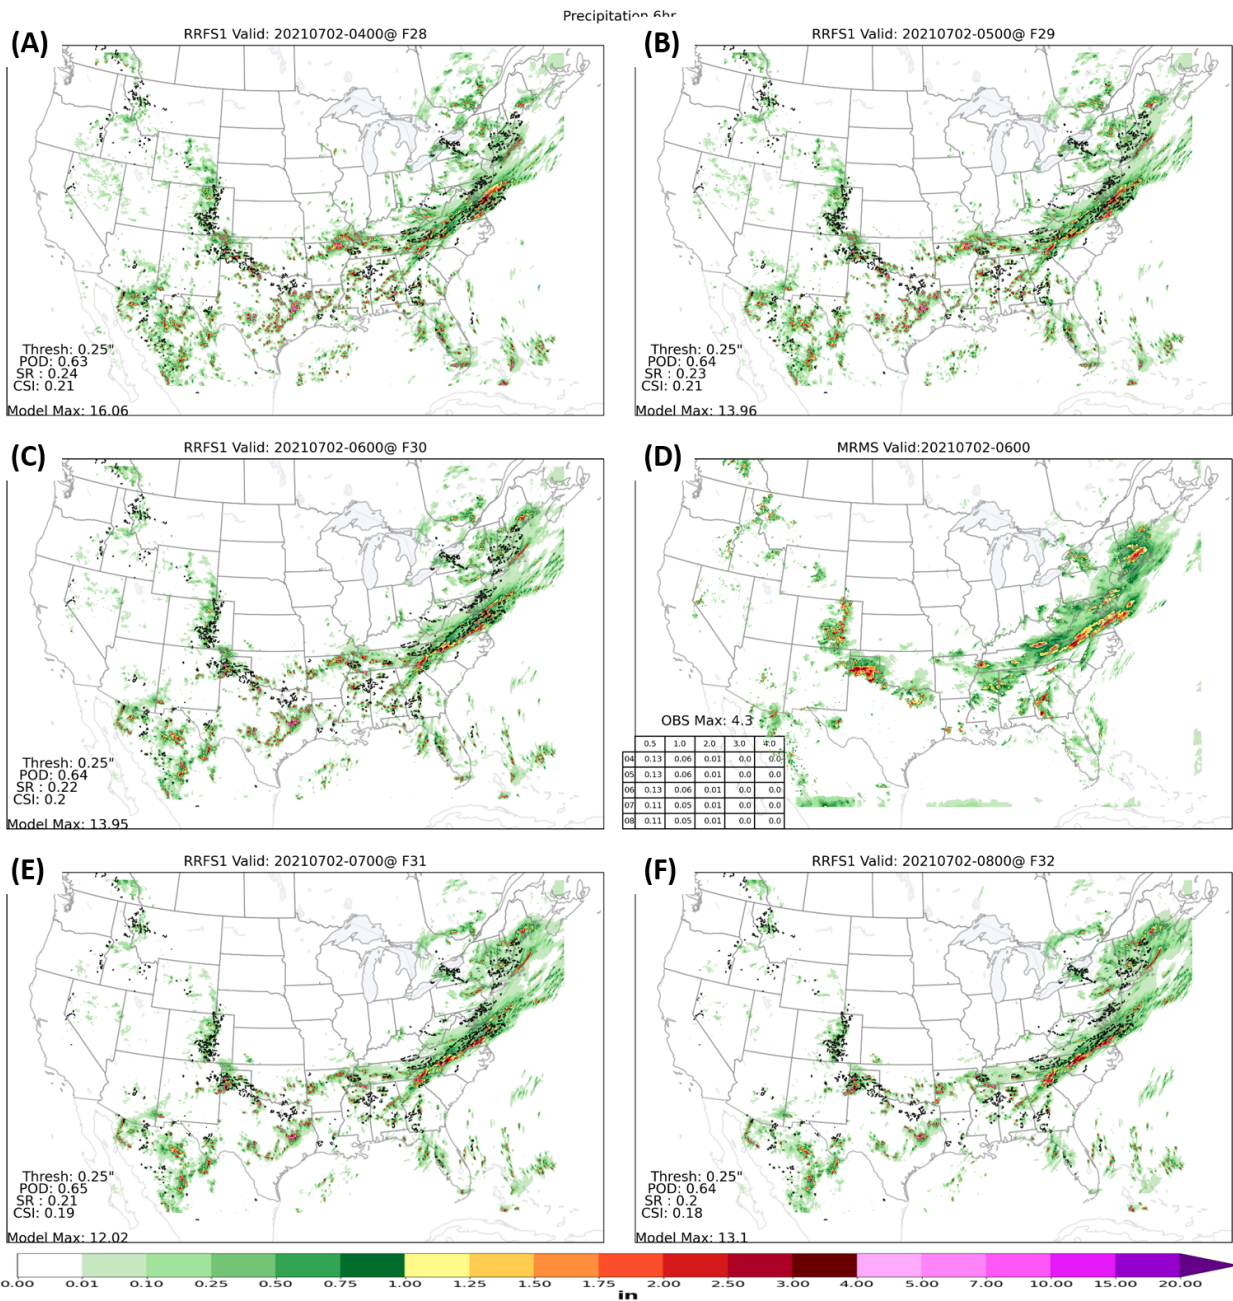 Precipitation 6hr
(A)
RRFS1 Valid: 20210702-0400@ F28
Thresh: 0.25"
POD: 0.63
SR : 0.24
CSI: 0.21
Model Max: 16.06
(B)
RRFS1 Valid: 20210702-0500@ F29
Thresh: 0.25"
POD: 0.64
SR : 0.23
CSI: 0.21
Model Max: 13.96
(C)
RRFS1 Valid: 20210702-0600@ F30
Thresh: 0.25"
POD: 0.64
SR : 0.22
CSI: 0.2
Model Max: 13.95
(D)
MRMS Valid:20210702-0600
OBS Max: 4.3
0.5 1.0 2.0 3.0 4.0
04 0.13 0.06 0.01 0.0 0.0
05 0.13 0.06 0.01 0.0 0.0
06 0.13 0.06 0.01 0.0 0.0
07 0.11 0.05 0.01 0.0 0.0
08 0.11 0.05 0.01 0.0 0.0
(E)
RRFS1 Valid: 20210702-0700@ F31
Thresh: 0.25"
POD: 0.65
SR : 0.21
CSI: 0.19
Model Max: 12.02
(F)
RRFS1 Valid: 20210702-0800@ F32
Thresh: 0.25"
POD: 0.64
SR : 0.2
CSI: 0.18
Model Max: 13.1
0.00 0.01 0.10 0.25 0.50 0.75 1.00 1.25 1.50 1.75 2.00 2.50 3.00 4.00 5.00 7.00 10.00 15.00 20.00
in